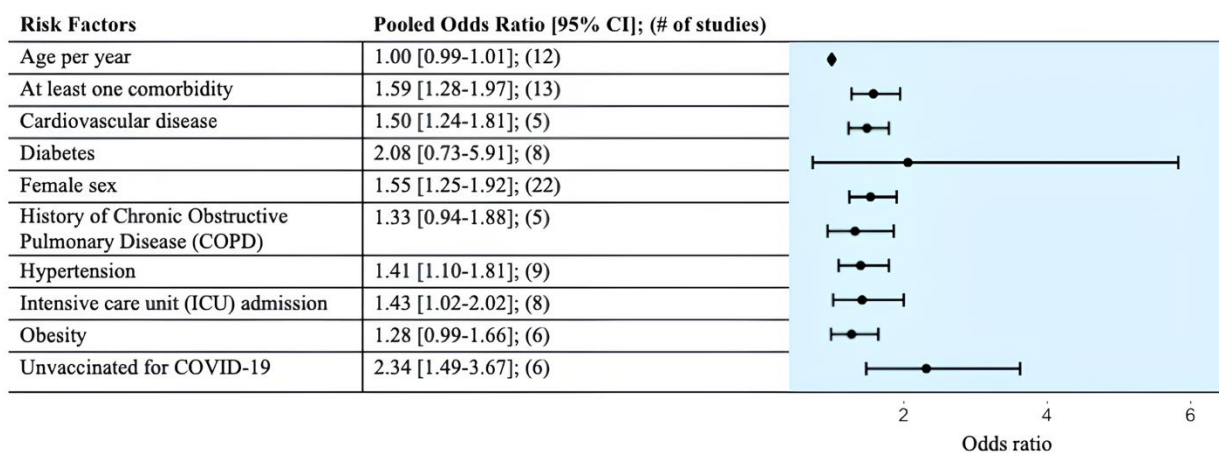 Risk Factors Pooled Odds Ratio [95% CI]; (# of studies)
Age per year 1.00 [0.99-1.01]; (12)
At least one comorbidity 1.59 [1.28-1.97]; (13)
Cardiovascular disease 1.50 [1.24-1.81]; (5)
Diabetes 2.08 [0.73-5.91]; (8)
Female sex 1.55 [1.25-1.92]; (22)
History of Chronic Obstructive 1.33 [0.94-1.88]; (5)
Pulmonary Disease (COPD)
Hypertension 1.41 [1.10-1.81]; (9)
Intensive care unit (ICU) admission 1.43 [1.02-2.02]; (8)
Obesity 1.28 [0.99-1.66]; (6)
Unvaccinated for COVID-19 2.34 [1.49-3.67]; (6)
2 4 6
Odds ratio